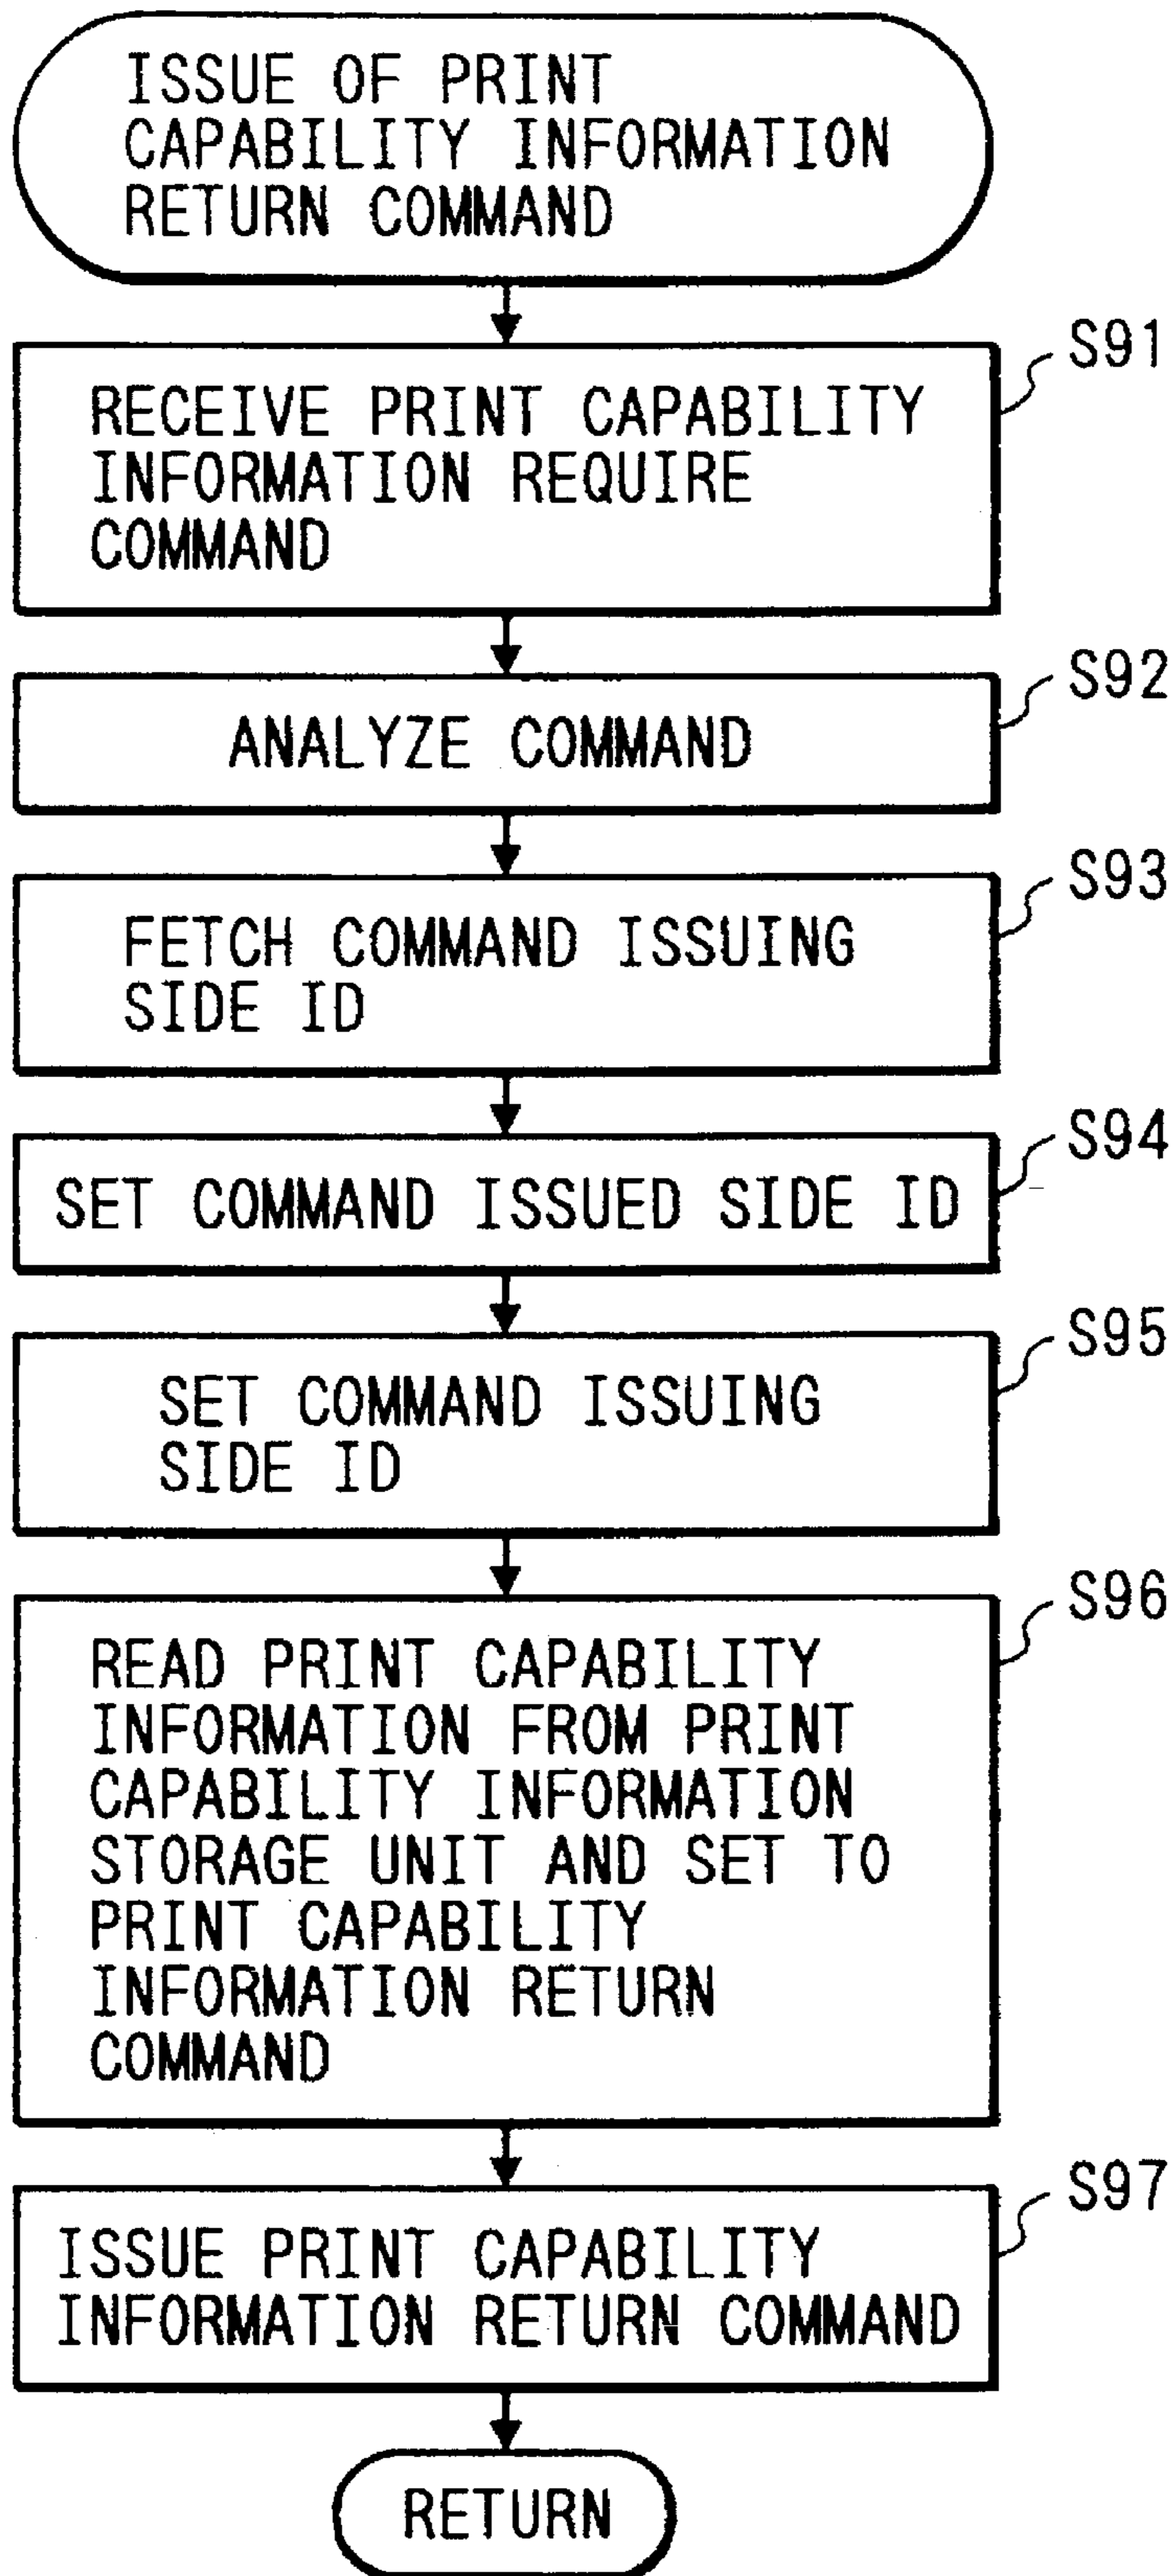 ISSUE OF PRINT
CAPABILITY INFORMATION
RETURN COMMAND
S91
RECEIVE PRINT CAPABILITY
INFORMATION REQUIRE
COMMAND
S92
ANALYZE COMMAND
S93
FETCH COMMAND ISSUING
SIDE ID
S94
SET COMMAND ISSUED SIDE ID
S95
SET COMMAND ISSUING
SIDE ID
S96
READ PRINT CAPABILITY
INFORMATION FROM PRINT
CAPABILITY INFORMATION
STORAGE UNIT AND SET TO
PRINT CAPABILITY
INFORMATION RETURN
COMMAND
S97
ISSUE PRINT CAPABILITY
INFORMATION RETURN COMMAND
RETURN